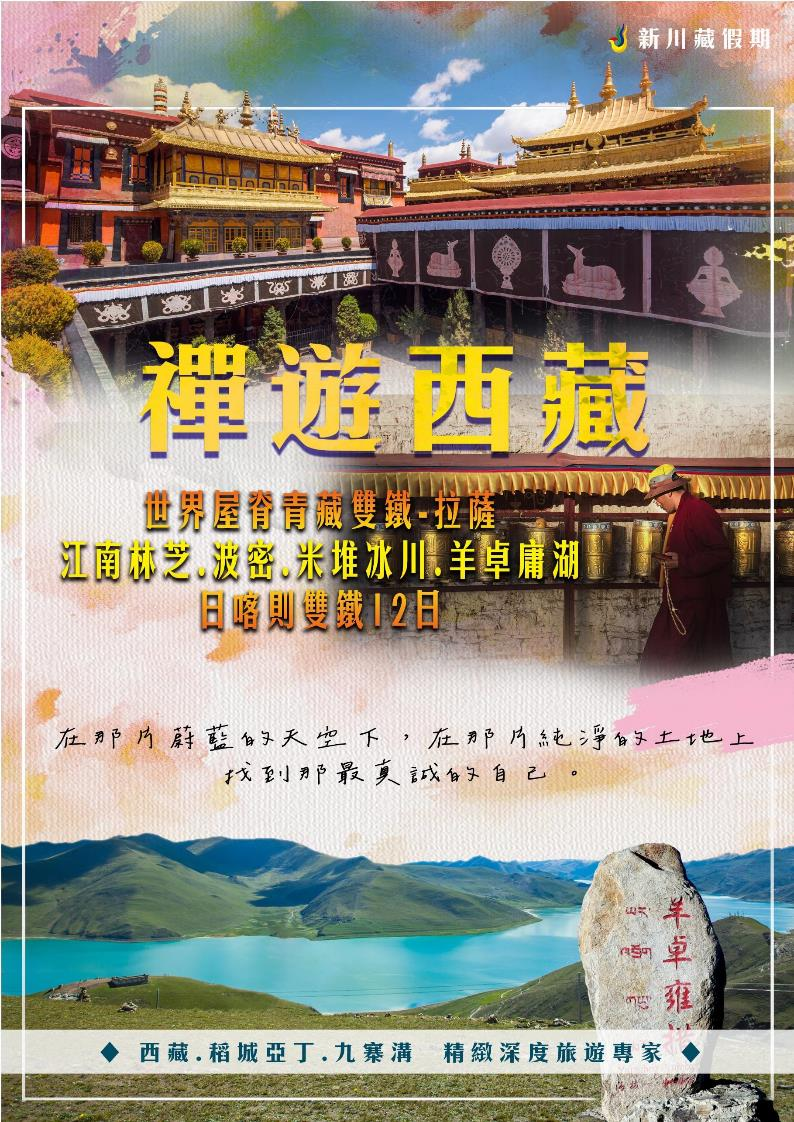 新川藏假期
禪遊西藏
世界屋脊青藏雙鐵-拉薩
江南林芝.波密.米堆冰川.羊卓庸湖
日喀則雙鐵12日
在那片蔚藍的天空下，在那片純淨的土地上
找到那最真誠的自己。
羊卓雍
◆ 西藏.稻城亞丁.九寨溝 精緻深度旅遊專家 ◆